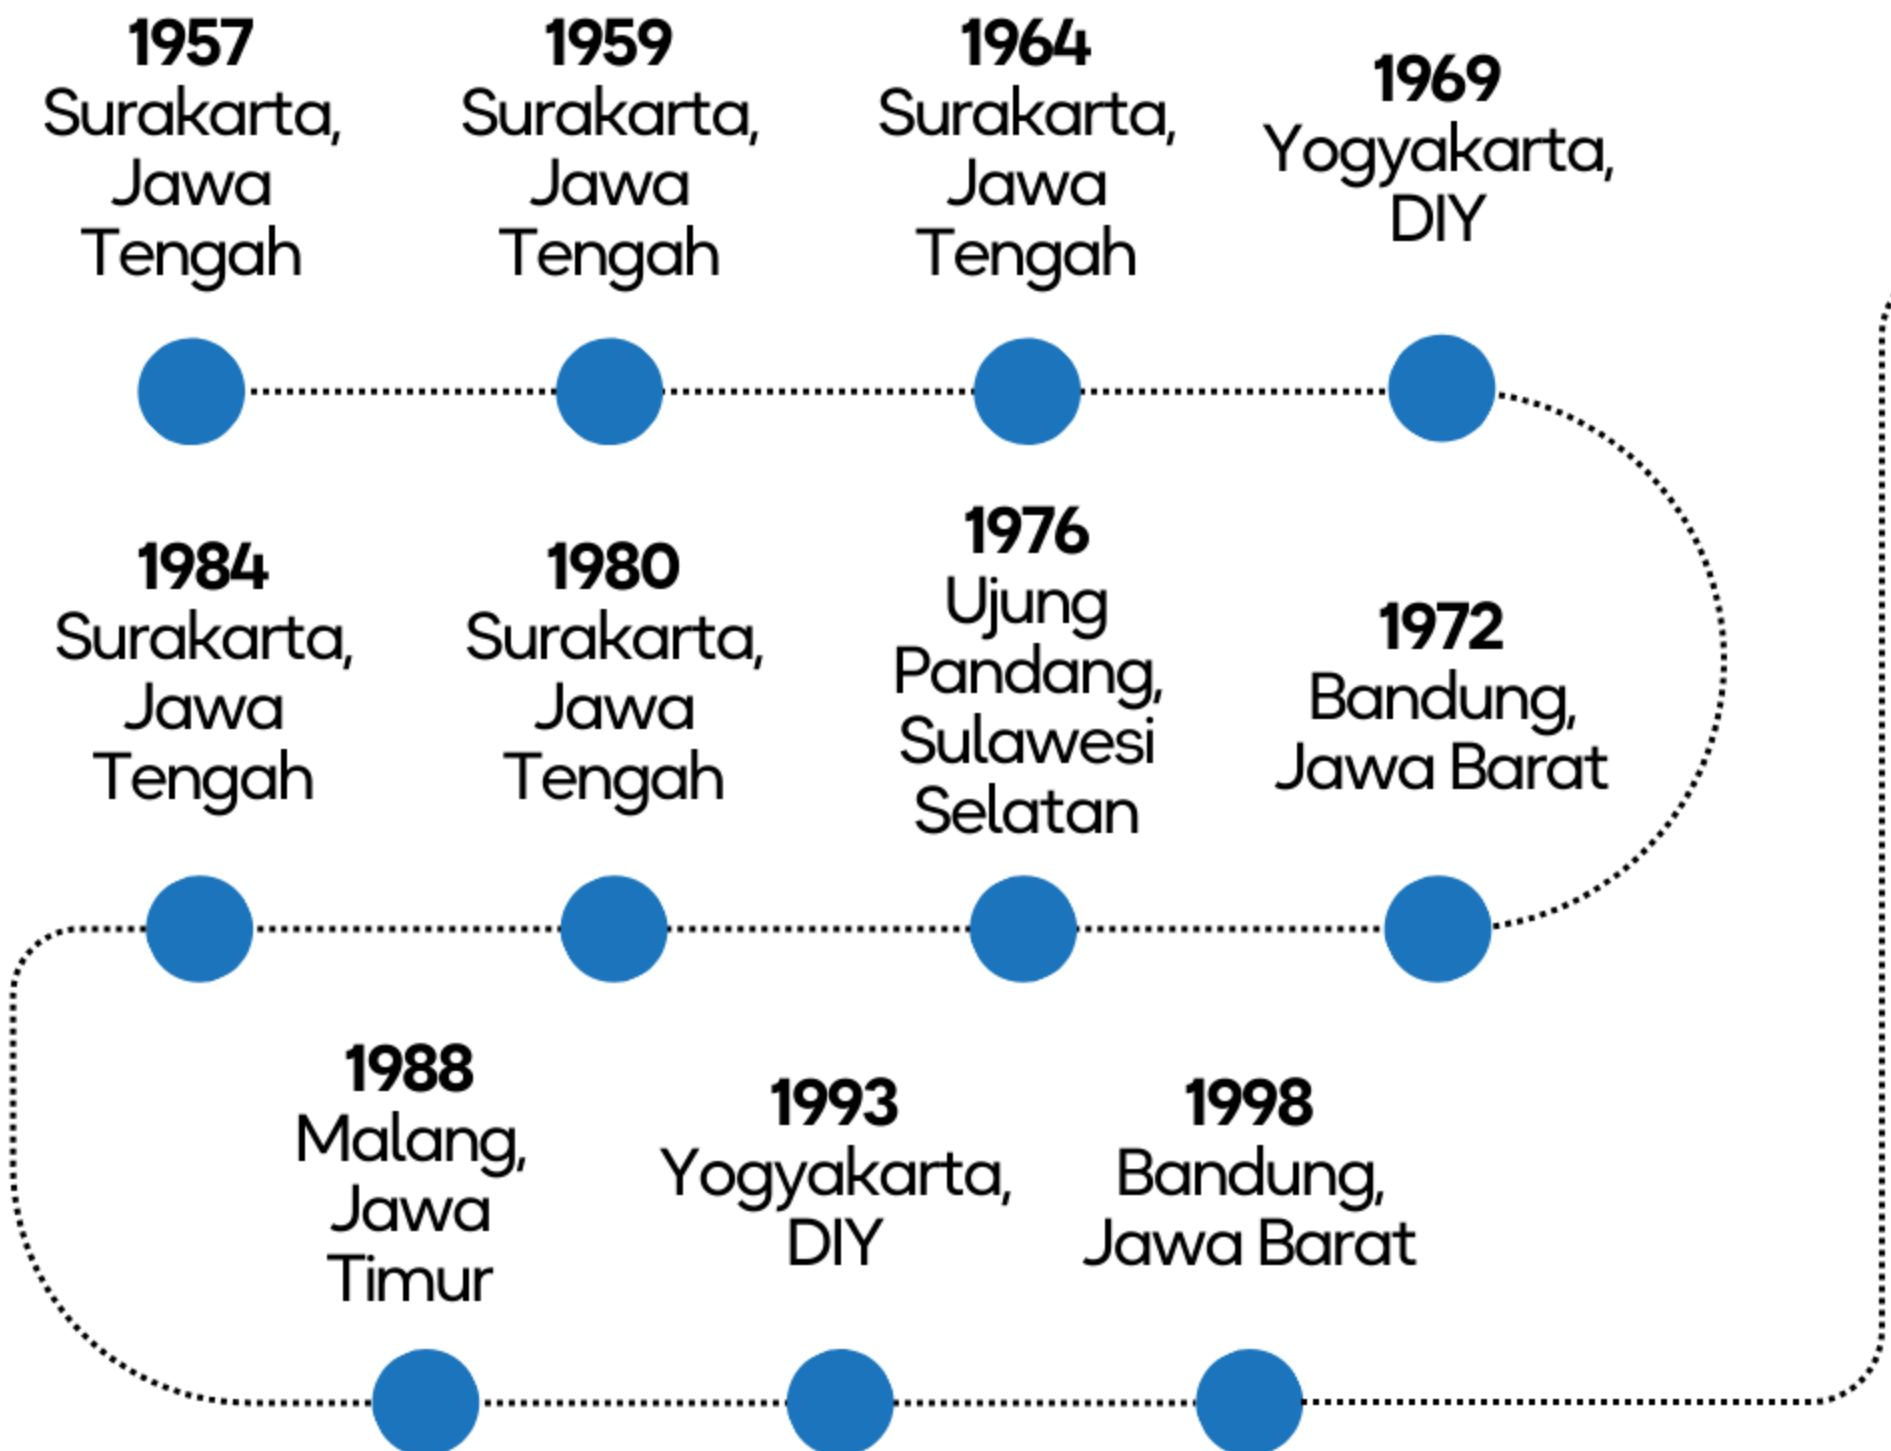 1957
Surakarta,
Jawa
Tengah
1959
Surakarta,
Jawa
Tengah
1964
Surakarta,
Jawa
Tengah
1969
Yogyakarta,
DIY
1984
Surakarta,
Jawa
Tengah
1980
Surakarta,
Jawa
Tengah
1976
Ujung
Pandang,
Sulawesi
Selatan
1972
Bandung,
Jawa Barat
1988
Malang,
Jawa
Timur
1993
Yogyakarta,
DIY
1998
Bandung,
Jawa Barat